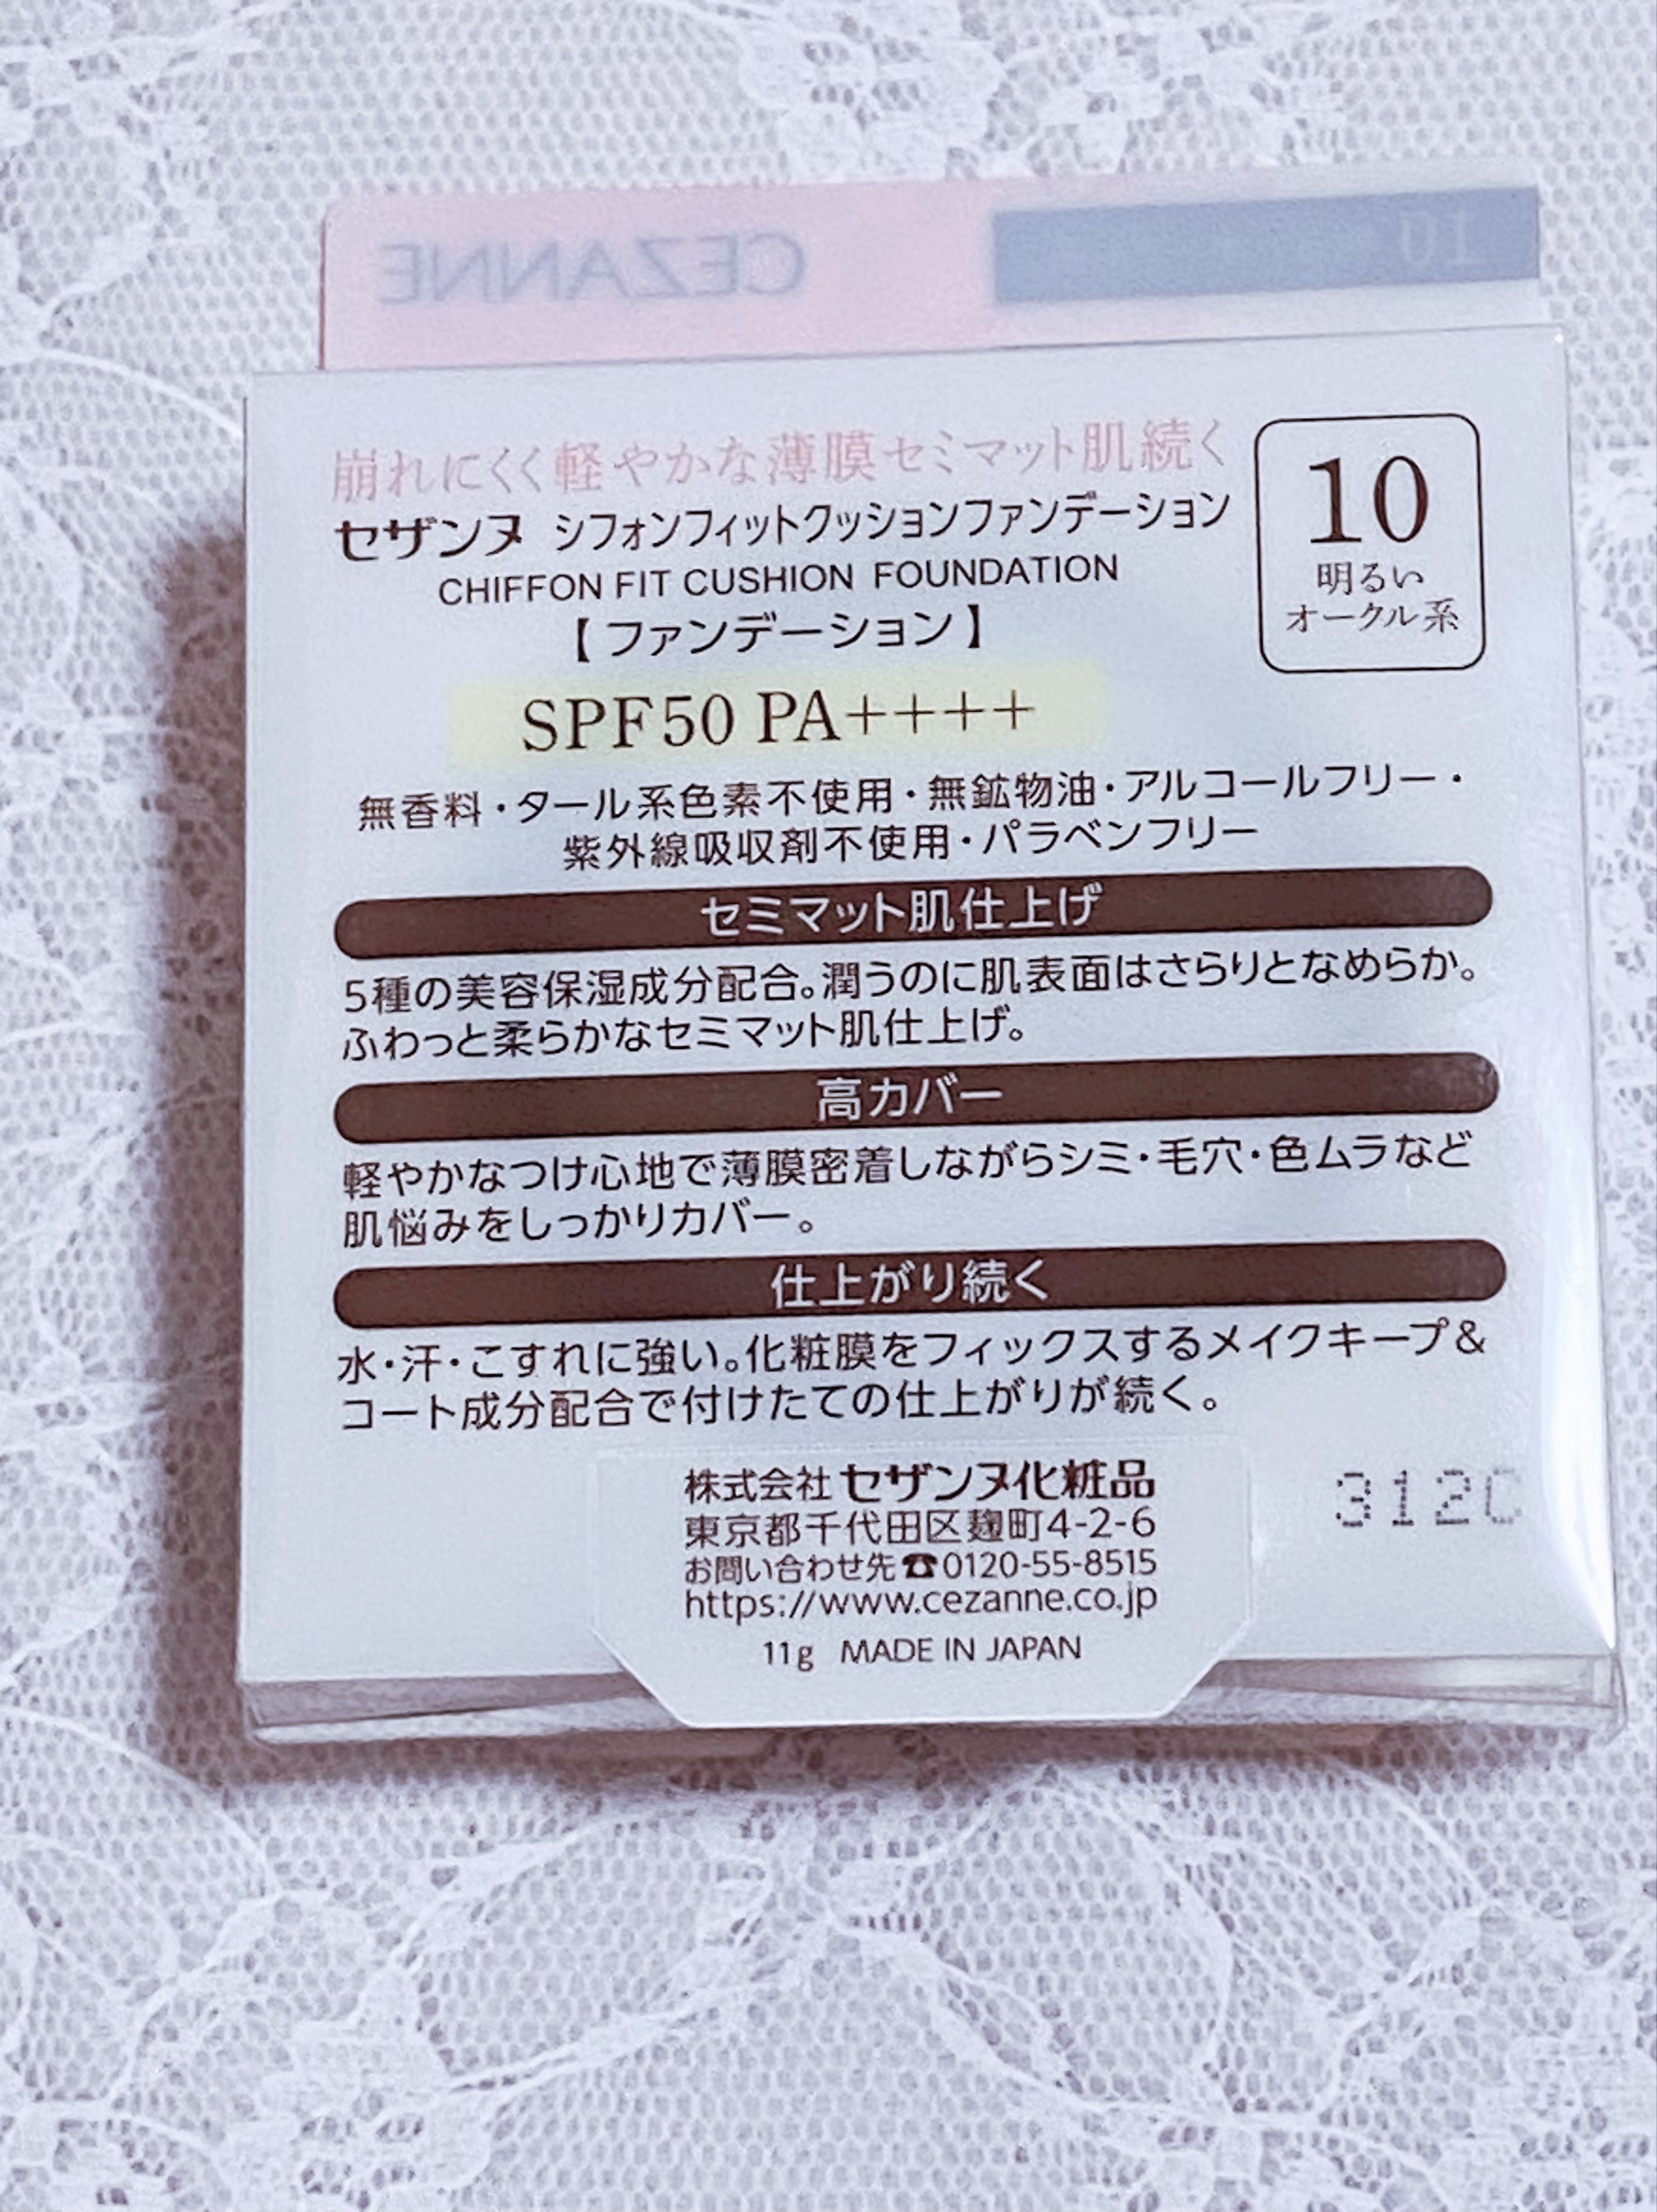 CEZANNE
10
崩れにくく軽やかな薄膜セミマット肌続く
セザンヌ シフォンフィットクッションファンデーション
CHIFFON FIT CUSHION FOUNDATION
【ファンデーション】
10
明るい
オークル系
SPF50 PA++++
無香料・タール系色素不使用・無鉱物油・アルコールフリー・
紫外線吸収剤不使用・パラベンフリー
セミマット肌仕上げ
5種の美容保湿成分配合。潤うのに肌表面はさらりとなめらか。
ふわっと柔らかなセミマット肌仕上げ。
高カバー
軽やかなつけ心地で薄膜密着しながらシミ・毛穴・色ムラなど
肌悩みをしっかりカバー。
仕上がり続く
水・汗・こすれに強い。化粧膜をフィックスするメイクキープ&
コート成分配合で付けたての仕上がりが続く。
株式会社 セザンヌ化粧品
東京都千代田区麹町4-2-6
お問い合わせ先☎0120-55-8515
https://www.cezanne.co.jp
11g MADE IN JAPAN
312C